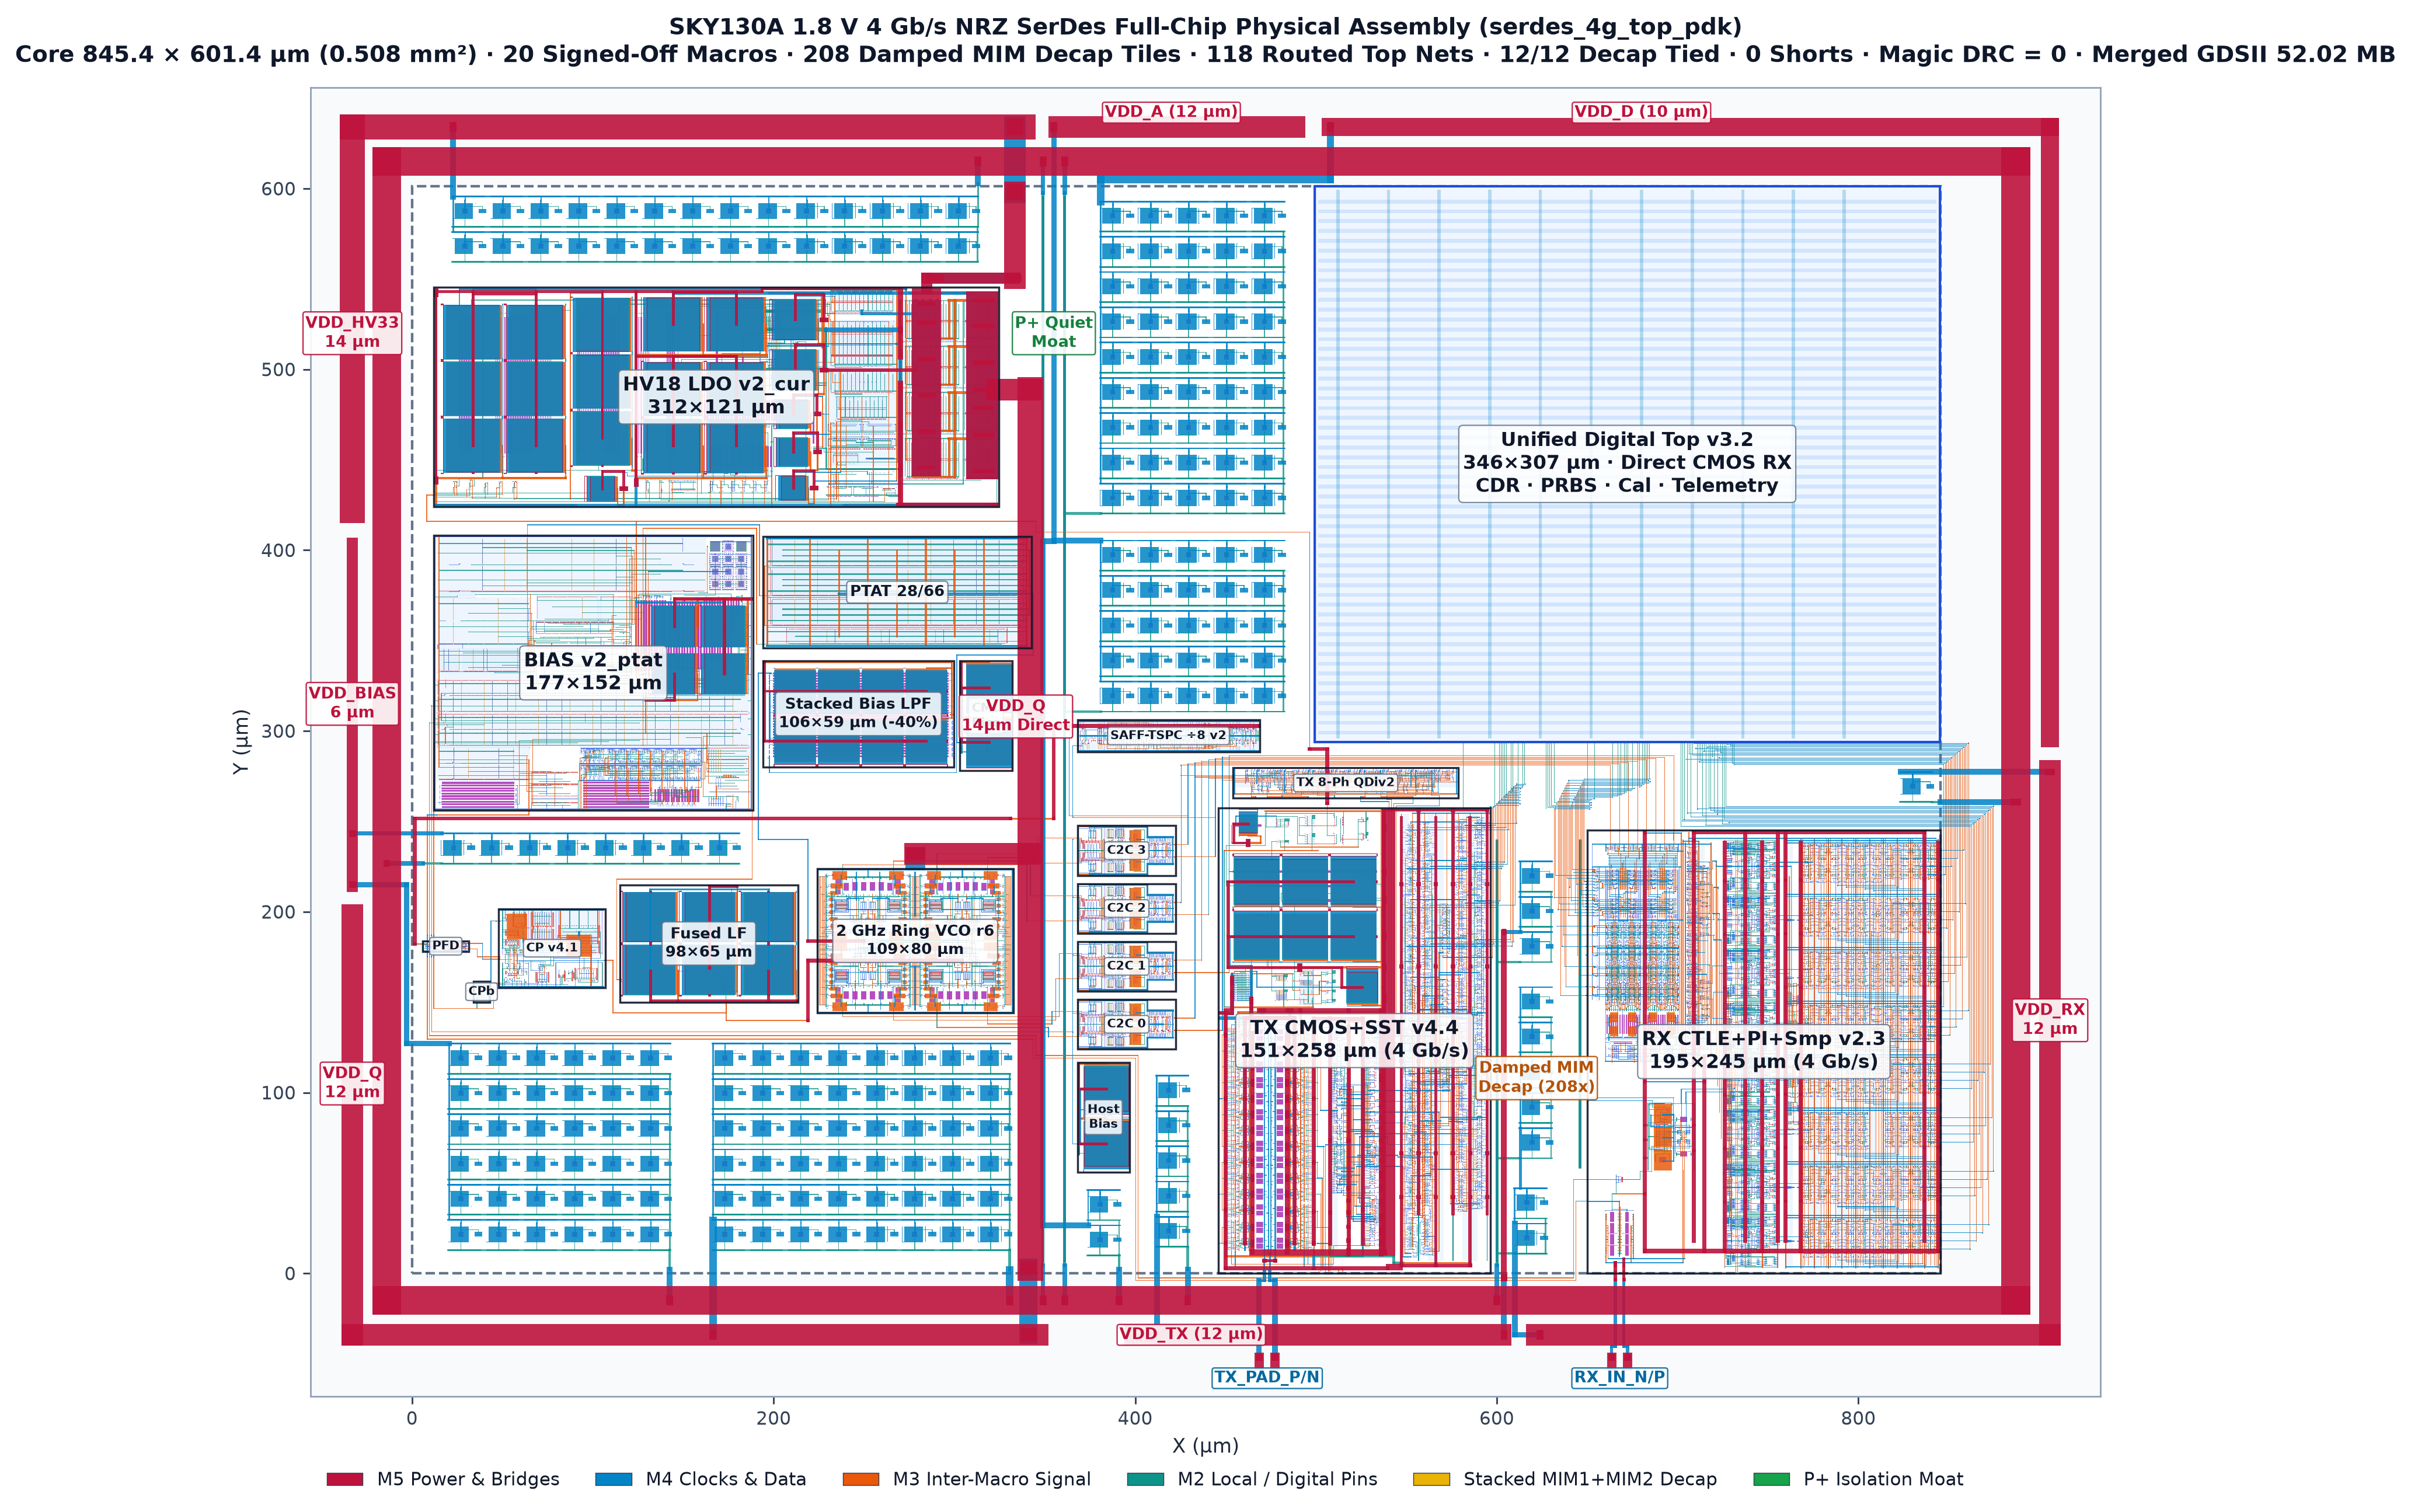 SKY130A 1.8 V 4 Gb/s NRZ SerDes Full-Chip Physical Assembly (serdes_4g_top_pdk)
Core 845.4 × 601.4 µm (0.508 mm²) · 20 Signed-Off Macros · 208 Damped MIM Decap Tiles · 118 Routed Top Nets · 12/12 Decap Tied · 0 Shorts · Magic DRC = 0 · Merged GDSII 52.02 MB
VDD_A (12 µm)
VDD_D (10 µm)
VDD_HV33
14 µm
P+ Quiet
Moat
HV18 LDO v2_cur
312×121 µm
Unified Digital Top v3.2
346×307 µm · Direct CMOS RX
CDR · PRBS · Cal · Telemetry
PTAT 28/66
BIAS v2_ptat
177×152 µm
VDD_BIAS
6 µm
Stacked Bias LPF
106×59 µm (-40%)
VDD_Q
14µm Direct
SAFF-TSPC ÷8 v2
TX 8-Ph QDiv2
C2C 3
C2C 2
C2C 1
C2C 0
PFD
CP v4.1
CPb
Fused LF
98×65 µm
2 GHz Ring VCO r6
109×80 µm
TX CMOS+SST v4.4
151×258 µm (4 Gb/s)
RX CTLE+PI+Smp v2.3
195×245 µm (4 Gb/s)
VDD_RX
12 µm
Damped MIM
Decap (208x)
VDD_Q
12 µm
Host
Bias
VDD_TX (12 µm)
TX_PAD_P/N
RX_IN_N/P
600
500
400
300
200
100
0
Y (µm)
0
200
400
600
800
X (µm)
M5 Power & Bridges
M4 Clocks & Data
M3 Inter-Macro Signal
M2 Local / Digital Pins
Stacked MIM1+MIM2 Decap
P+ Isolation Moat